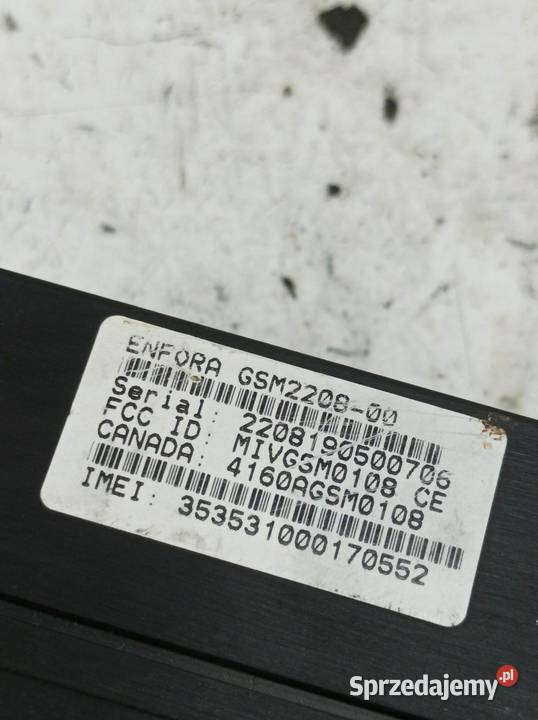 ENFORA GSM2208-00
Serial: 2208190500706
FCC ID: MIVGSM0108 CE
CANADA: 4160AGSM0108
IMEI: 353531000170552
Sprzedajemy.pl